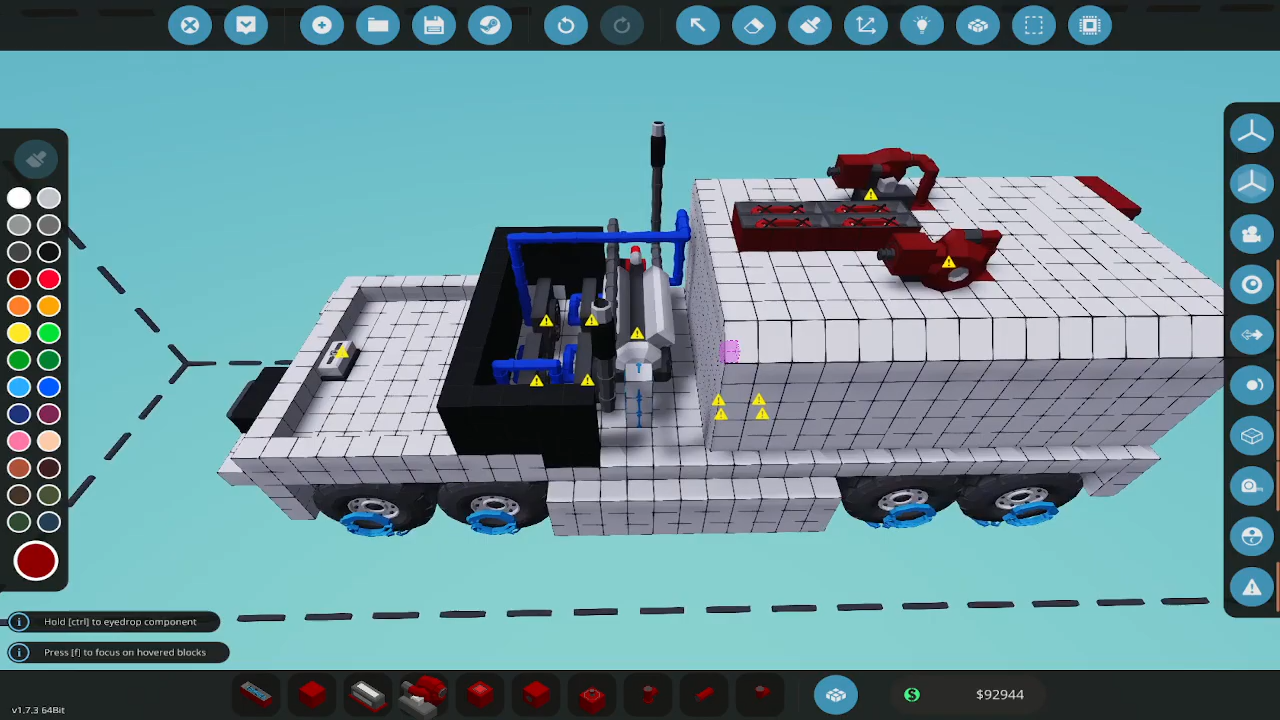 Hold [ctrl] to eyedrop component
Press [f] to focus on hovered blocks
$ $92944
v1.7.3 64Bit